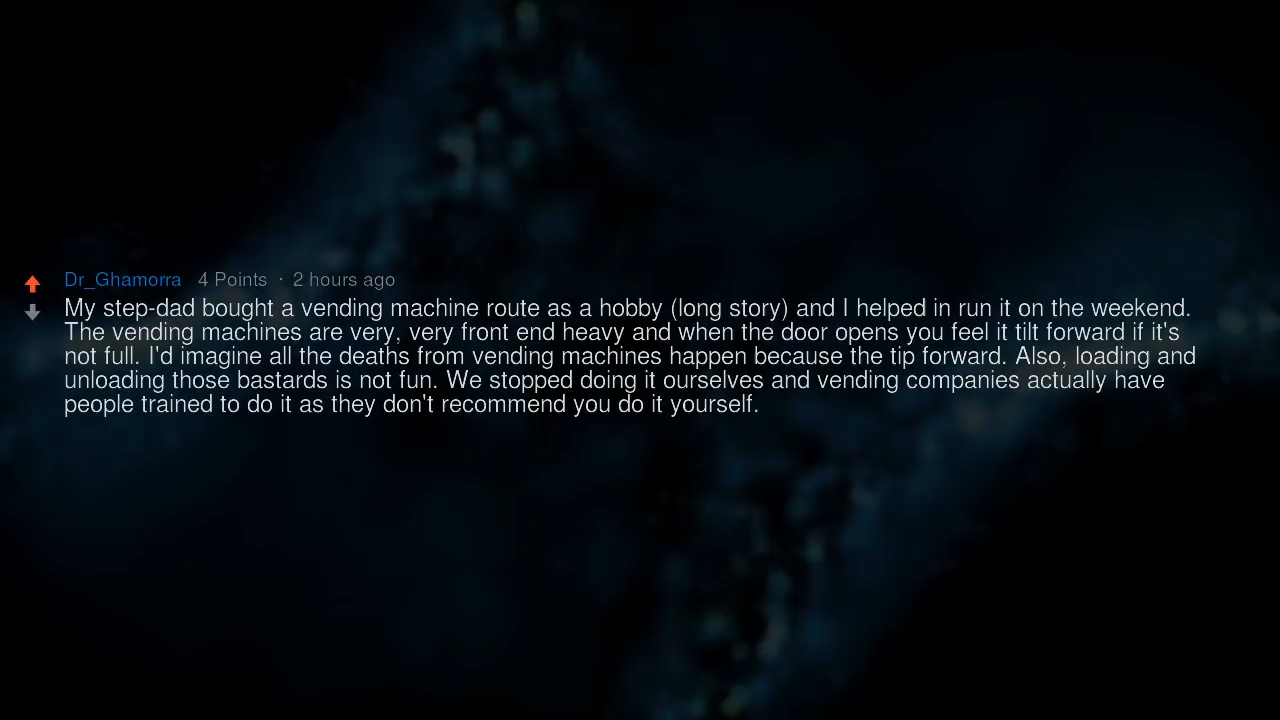 Dr_Ghamorra 4 Points · 2 hours ago
My step-dad bought a vending machine route as a hobby (long story) and I helped in run it on the weekend.
The vending machines are very, very front end heavy and when the door opens you feel it tilt forward if it's
not full. I'd imagine all the deaths from vending machines happen because the tip forward. Also, loading and
unloading those bastards is not fun. We stopped doing it ourselves and vending companies actually have
people trained to do it as they don't recommend you do it yourself.